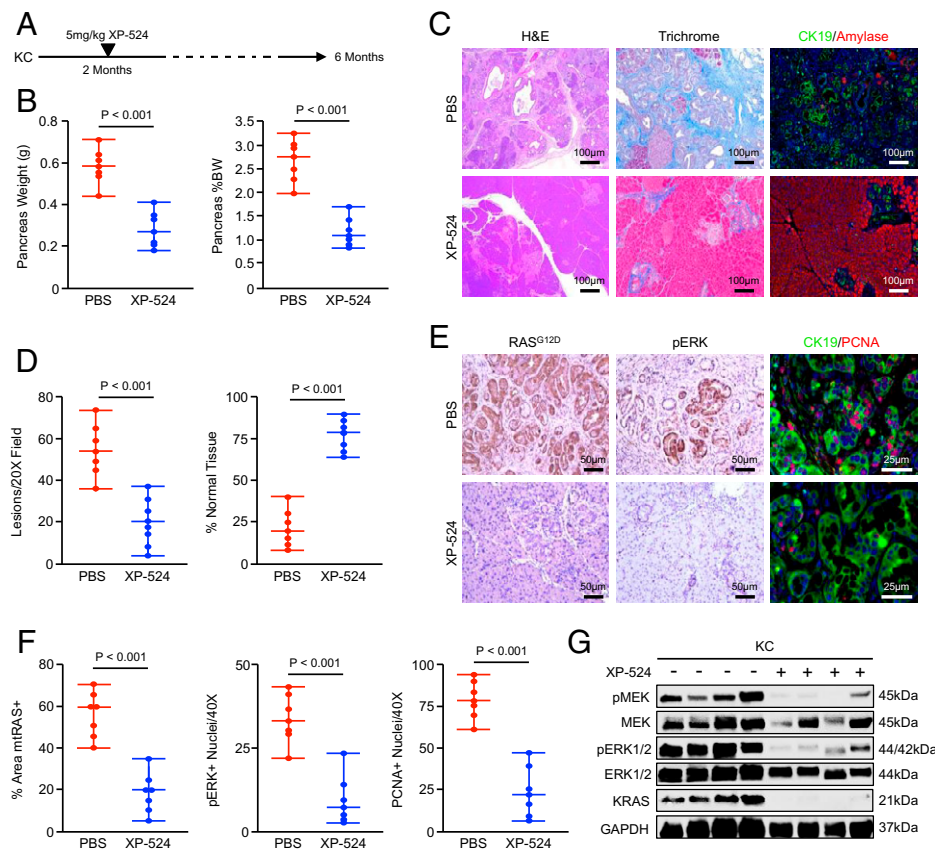 A
5mg/kg XP-524
KC
2 Months
6 Months
B
P < 0.001
Pancreas Weight (g)
0.6
0.4
0.2
0
PBS XP-524
P < 0.001
Pancreas %BW
3.5
3.0
2.5
2.0
1.5
1.0
0.5
0
PBS XP-524
C
H&E Trichrome CK19/Amylase
PBS
100μm 100μm 100μm
XP-524
100μm 100μm 100μm
D
P < 0.001
Lesions/20X Field
80
60
40
20
0
PBS XP-524
P < 0.001
% Normal Tissue
100
75
50
25
0
PBS XP-524
E
RASG12D pERK CK19/PCNA
PBS
50μm 50μm 25μm
XP-524
50μm 50μm 25μm
F
P < 0.001
% Area mtRAS+
80
60
40
20
0
PBS XP-524
P < 0.001
pERK+ Nuclei/40X
50
25
0
PBS XP-524
P < 0.001
PCNA+ Nuclei/40X
100
75
50
25
0
PBS XP-524
G
KC
XP-524 - - - - + + + +
pMEK 45kDa
MEK 45kDa
pERK1/2 44/42kDa
ERK1/2 44kDa
KRAS 21kDa
GAPDH 37kDa